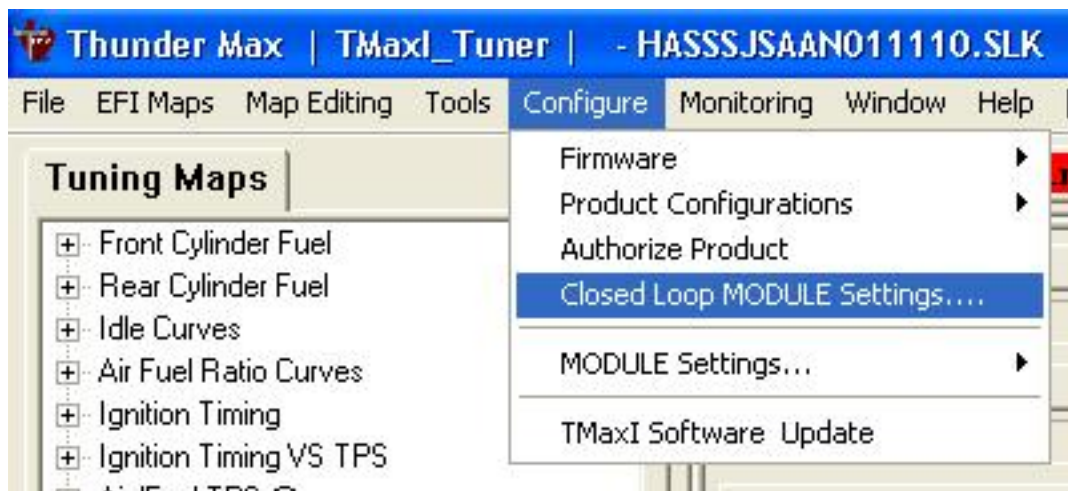 Thunder Max | TMaxI_Tuner | - HASSSJSAAN011110.SLK
File EFI Maps Map Editing Tools Configure Monitoring Window Help
Tuning Maps
Firmware
Product Configurations
Authorize Product
Closed Loop MODULE Settings....
MODULE Settings...
TMaxI Software Update
Front Cylinder Fuel
Rear Cylinder Fuel
Idle Curves
Air Fuel Ratio Curves
Ignition Timing
Ignition Timing VS TPS